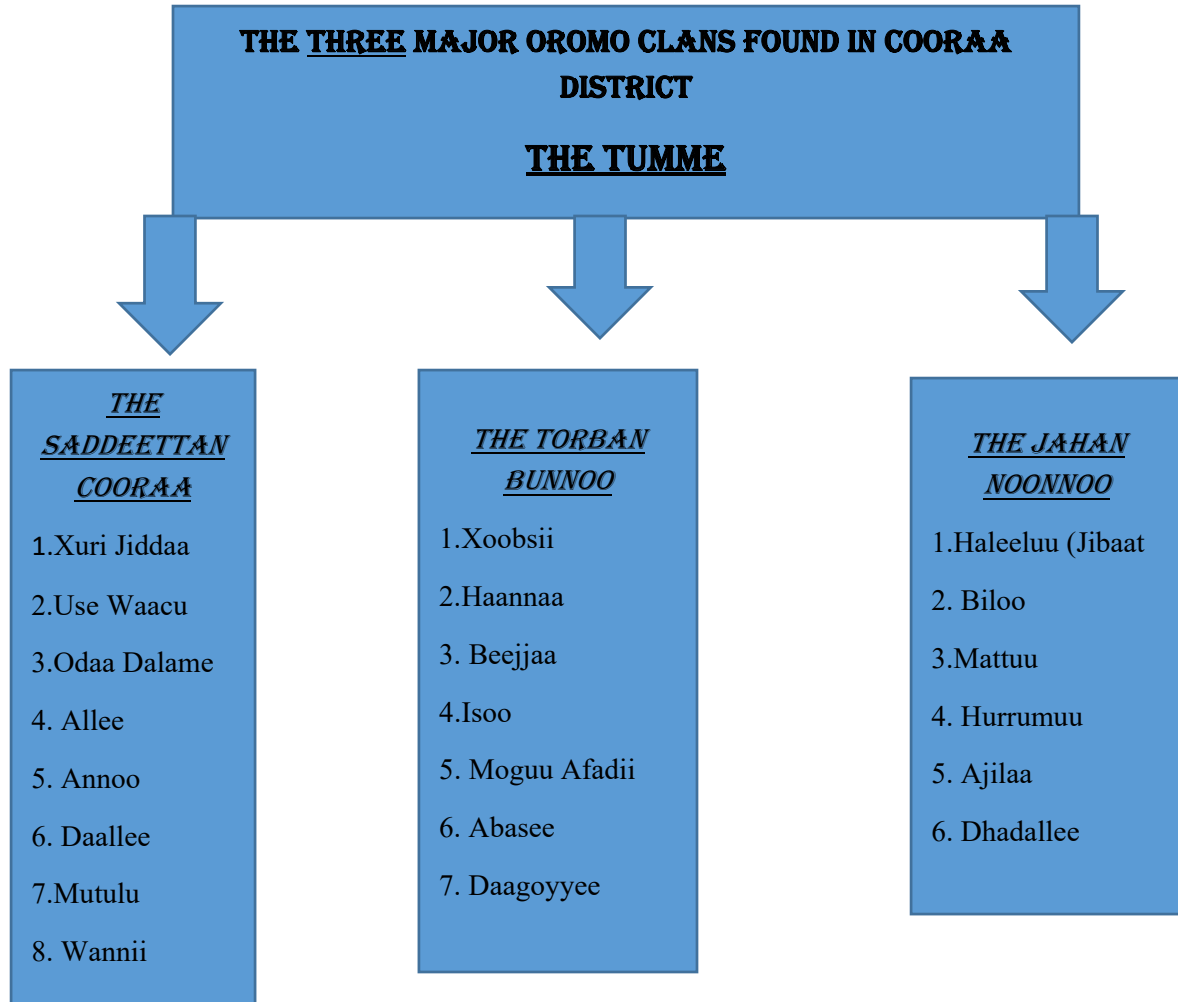 THE THREE MAJOR OROMO CLANS FOUND IN COORAA
DISTRICT
THE TUMME
THE
SADDEETTAN
COORAA
1.Xuri Jiddaa
2.Use Waacu
3.Odaa Dalame
4. Allee
5. Annoo
6. Daallee
7.Mutulu
8. Wannii
THE TORBAN
BUNNOO
1.Xoobsii
2.Haannaa
3. Beejjaa
4.Isoo
5. Moguu Afadii
6. Abasee
7. Daagoyyee
THE JAHAN
NOONNOO
1.Haleeluu (Jibaat
2. Biloo
3.Mattuu
4. Hurrumuu
5. Ajilaa
6. Dhadallee